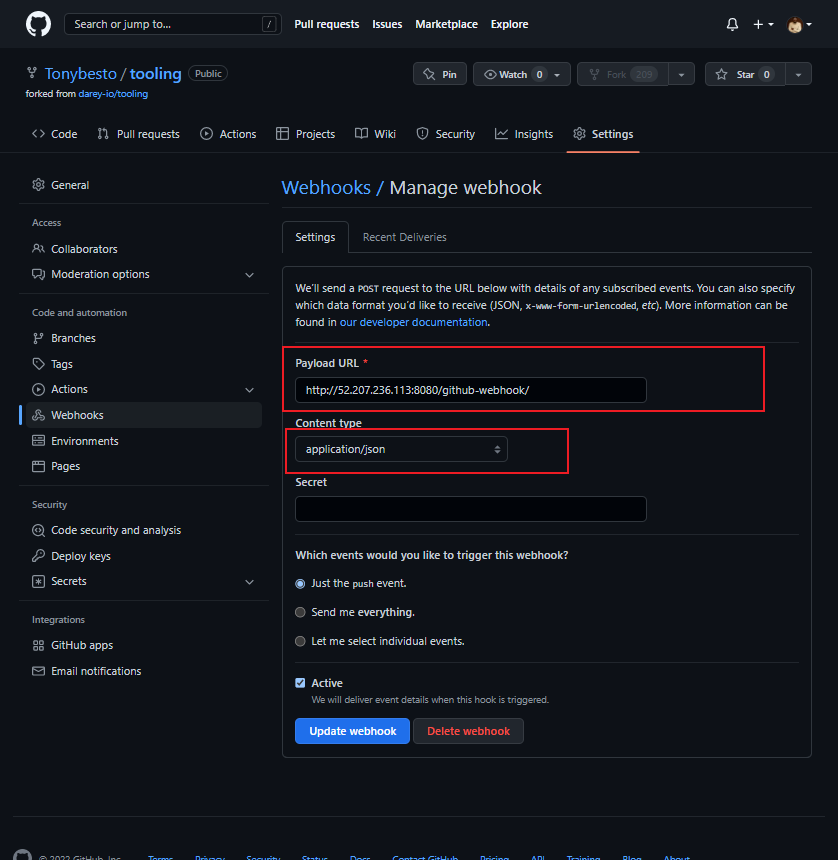 Search or jump to... /
Pull requests Issues Marketplace Explore
Tonybesto / tooling Public
forked from darey-io/tooling
Pin Watch 0 Fork 209 Star 0
Code Pull requests Actions Projects Wiki Security Insights Settings
General
Access
Collaborators
Moderation options
Code and automation
Branches
Tags
Actions
Webhooks
Environments
Pages
Security
Code security and analysis
Deploy keys
Secrets
Integrations
GitHub apps
Email notifications
Webhooks / Manage webhook
Settings Recent Deliveries
We'll send a POST request to the URL below with details of any subscribed events. You can also specify
which data format you'd like to receive (JSON, x-www-form-urlencoded, etc). More information can be
found in our developer documentation.
Payload URL *
http://52.207.236.113:8080/github-webhook/
Content type
application/json
Secret
Which events would you like to trigger this webhook?
Just the push event.
Send me everything.
Let me select individual events.
Active
We will deliver event details when this hook is triggered.
Update webhook Delete webhook
© 2022 GitHub, Inc. Terms Privacy Security Status Docs Contact GitHub Pricing API Training Blog About